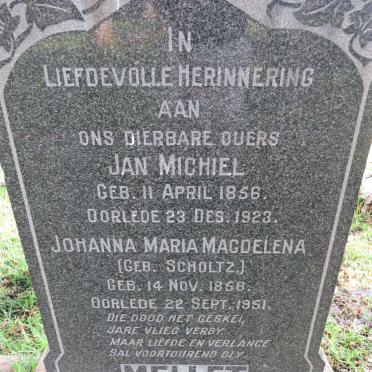 IN
LIEFDEVOLLE HERINNERING
AAN
ONS DIERBARE OUERS
JAN MICHIEL
GEB. 11 APRIL 1856.
OORLEDE 23 DES. 1923.
JOHANNA MARIA MAGDELENA
(GEB. SCHOLTZ.)
GEB. 14 NOV. 1868.
OORLEDE 22 SEPT. 1951.
DIE DOOD HET GESKEI,
JARE VLIEG VERBY.
MAAR LIEFDE EN VERLANCE
SAL VOORTDUREND BLY.